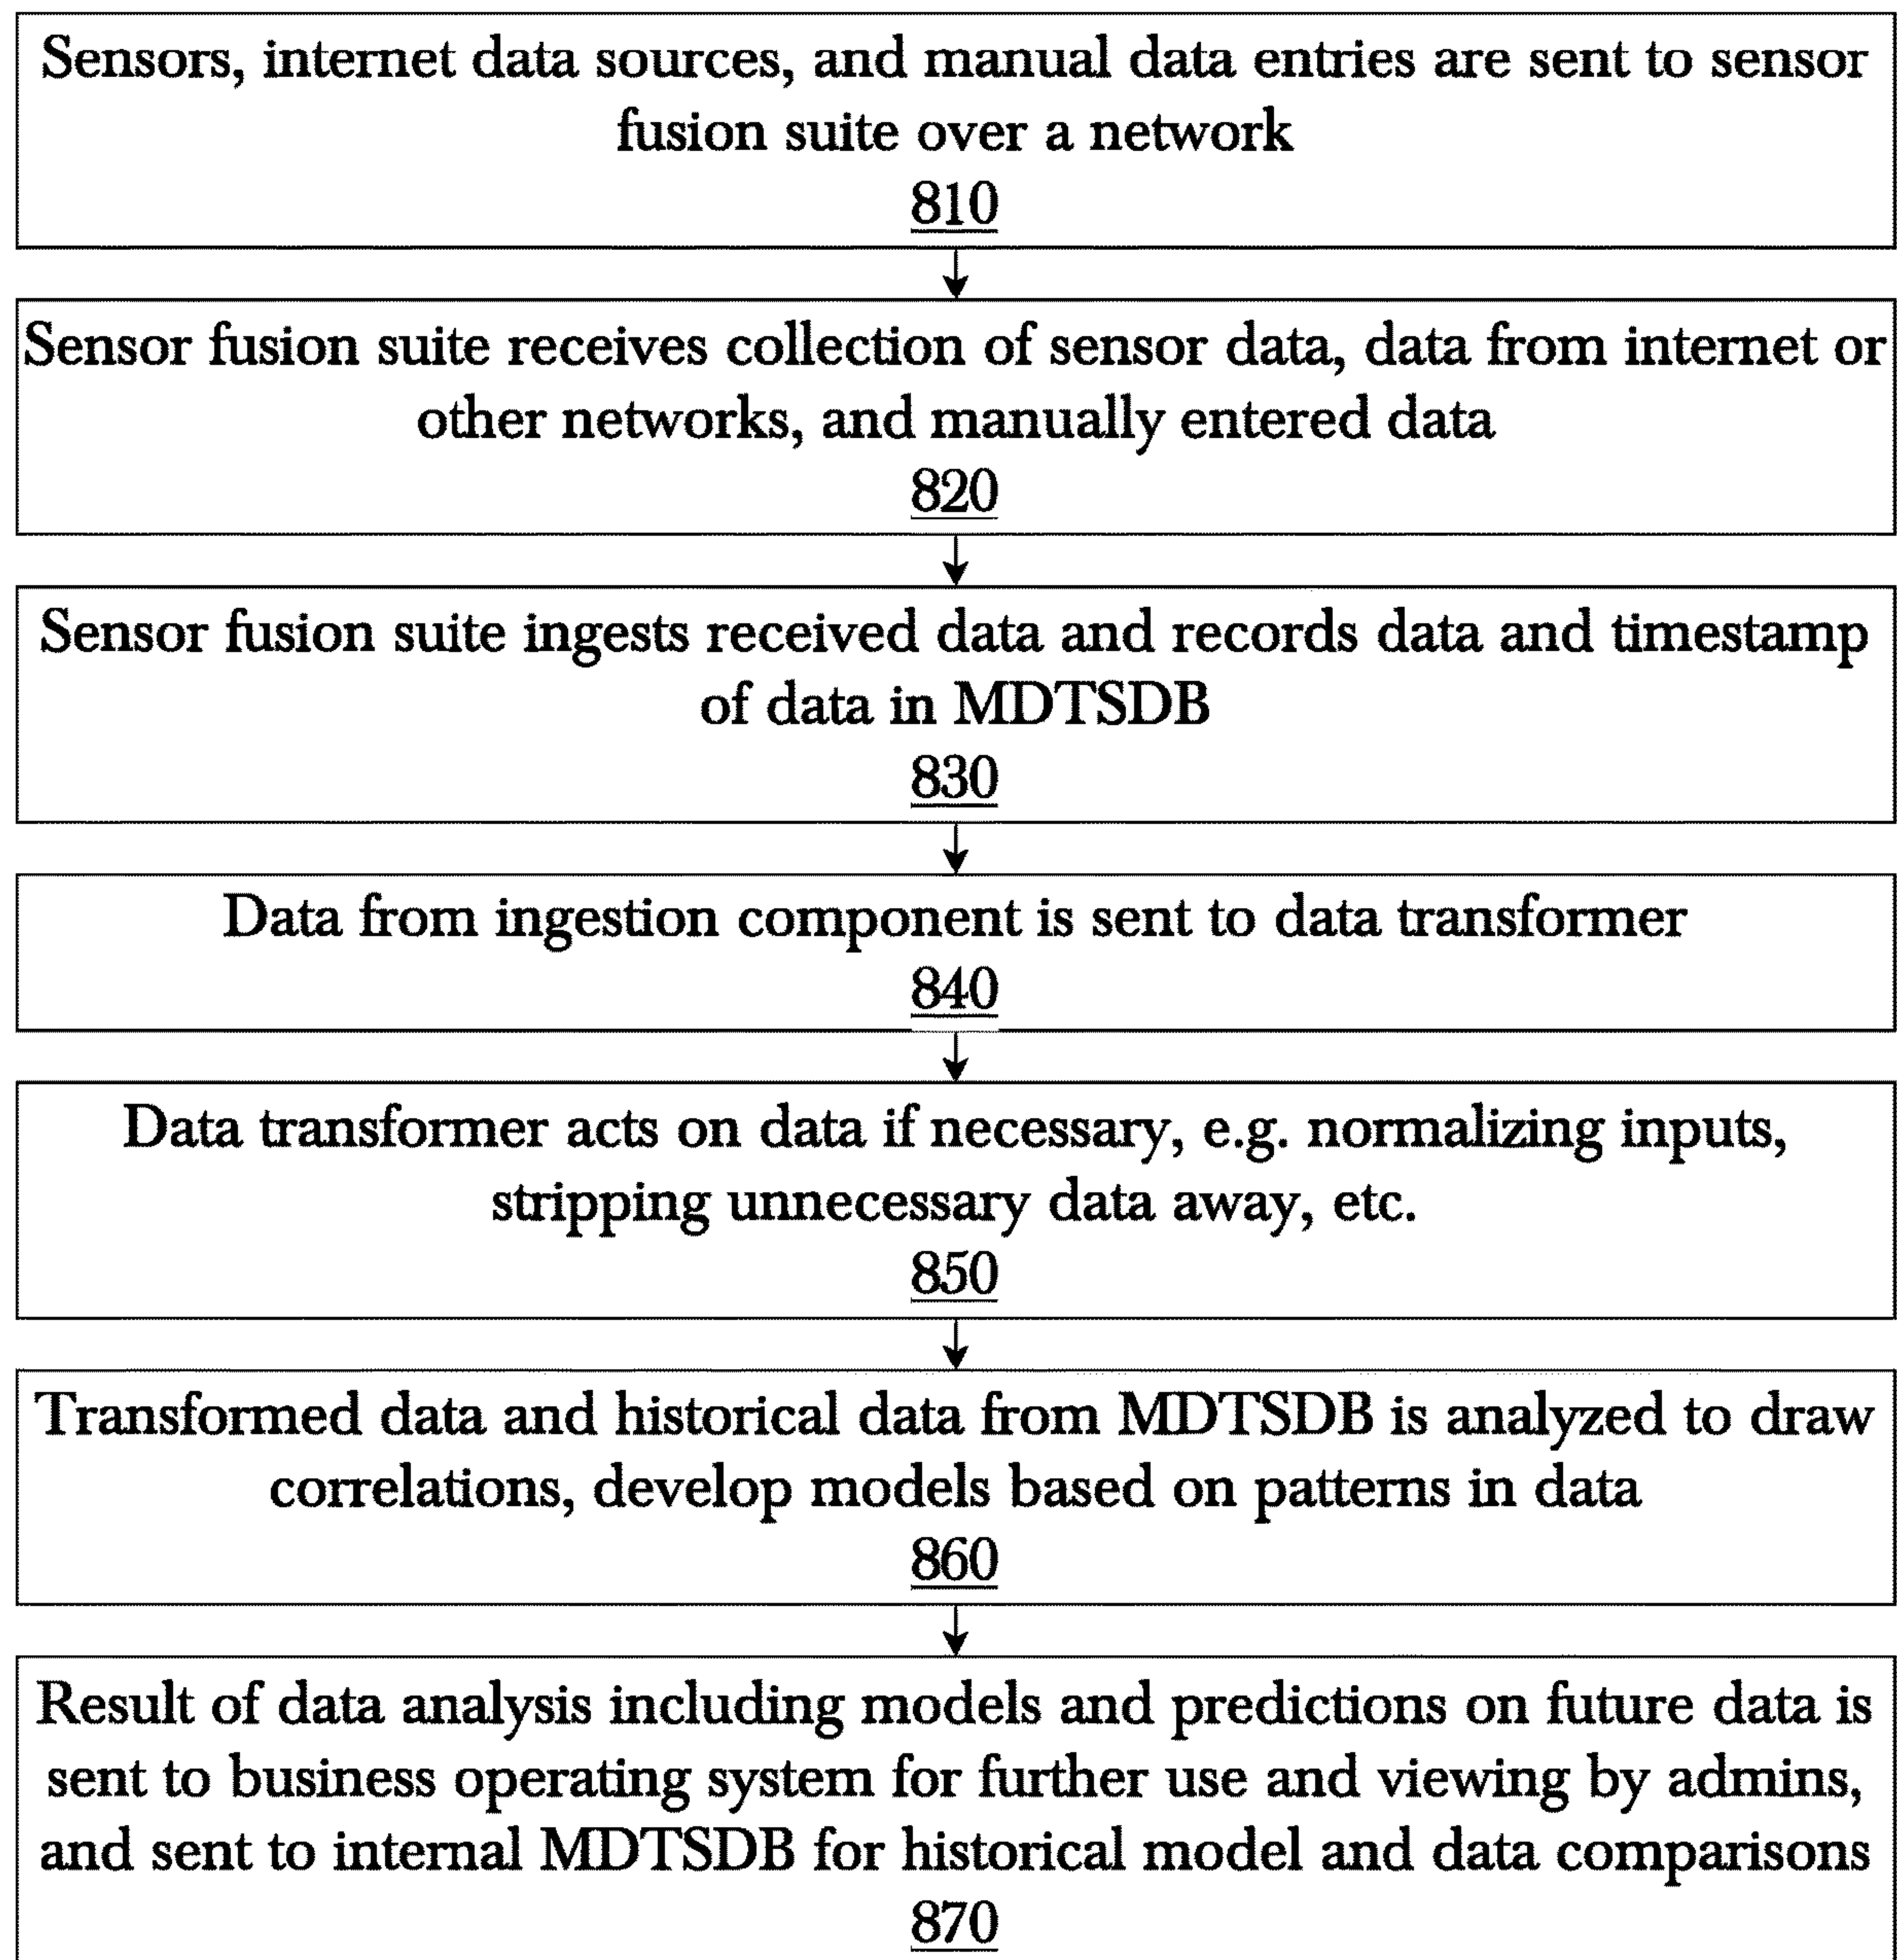 Sensors, internet data sources, and manual data entries are sent to sensor
fusion suite over a network
810
Sensor fusion suite receives collection of sensor data, data from internet or
other networks, and manually entered data
820
Sensor fusion suite ingests received data and records data and timestamp
of data in MDTSDB
830
Data from ingestion component is sent to data transformer
840
Data transformer acts on data if necessary, e.g. normalizing inputs,
stripping unnecessary data away, etc.
850
Transformed data and historical data from MDTSDB is analyzed to draw
correlations, develop models based on patterns in data
860
Result of data analysis including models and predictions on future data is
sent to business operating system for further use and viewing by admins,
and sent to internal MDTSDB for historical model and data comparisons
870